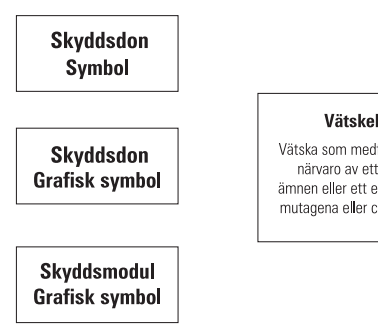 Skyddsdon
Symbol
Skyddsdon
Grafisk symbol
Skyddsmodul
Grafisk symbol
Vätska som
närvaro av ett
ämnen eller ett
mutagena eller